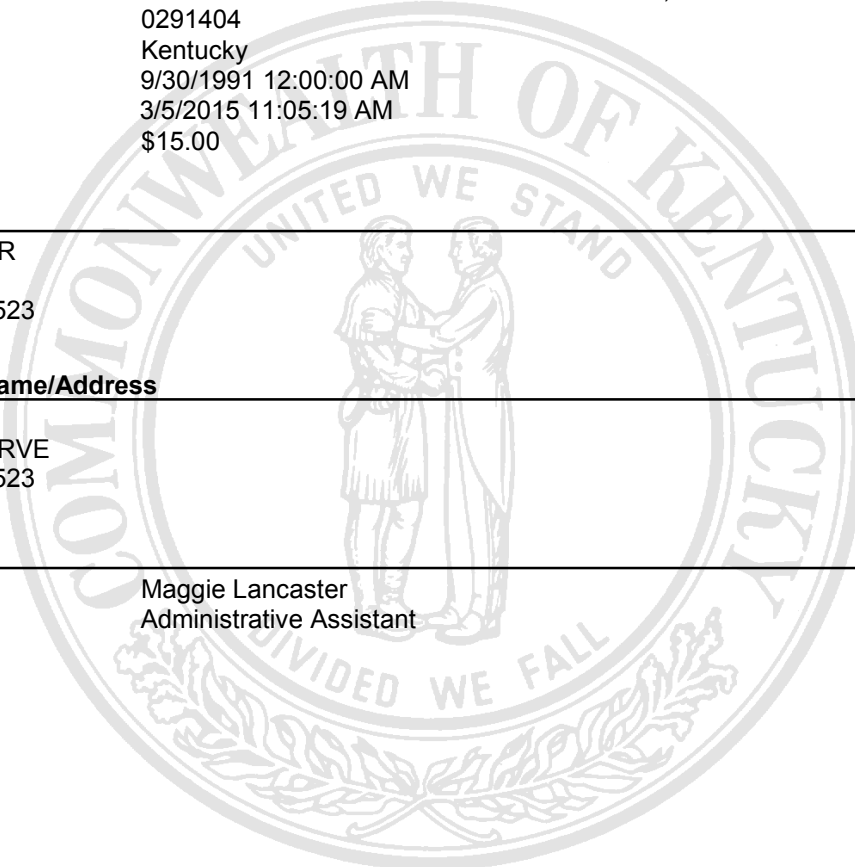 0291404
Kentucky
9/30/1991 12:00:00 AM
3/5/2015 11:05:19 AM
$15.00
R
523
ame/Address
RVE
523
Maggie Lancaster
Administrative Assistant
COMMONWEALTH OF KENTUCKY
UNITED WE STAND
DIVIDED WE FALL